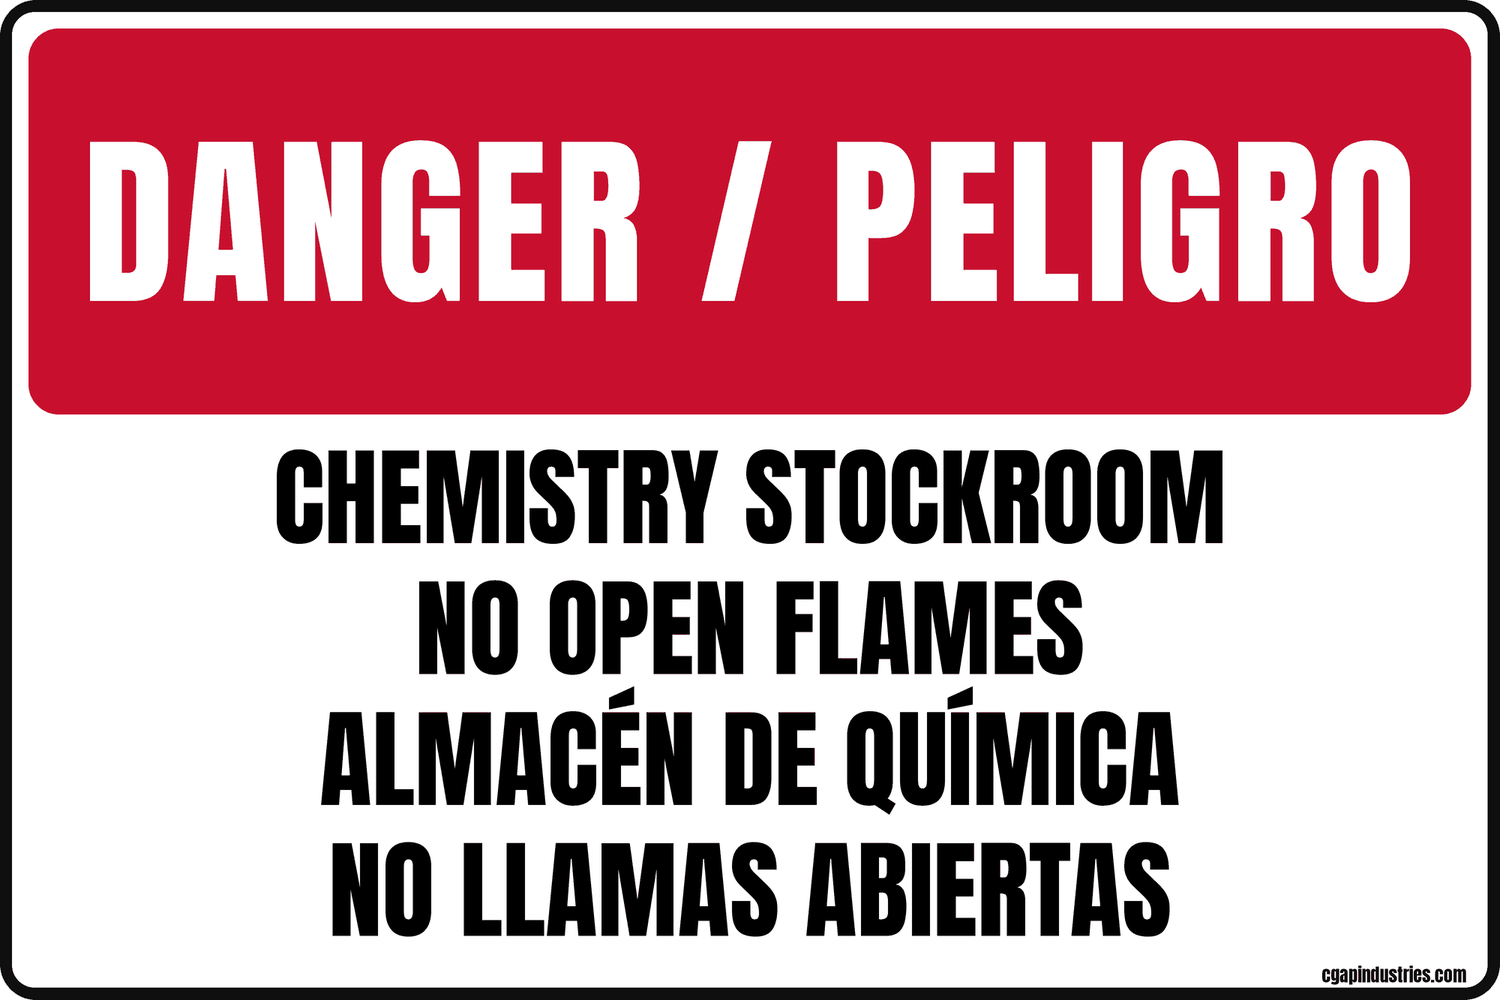 DANGER / PELIGRO
CHEMISTRY STOCKROOM
NO OPEN FLAMES
ALMACÉN DE QUÍMICA
NO LLAMAS ABIERTAS
cgapindustries.com